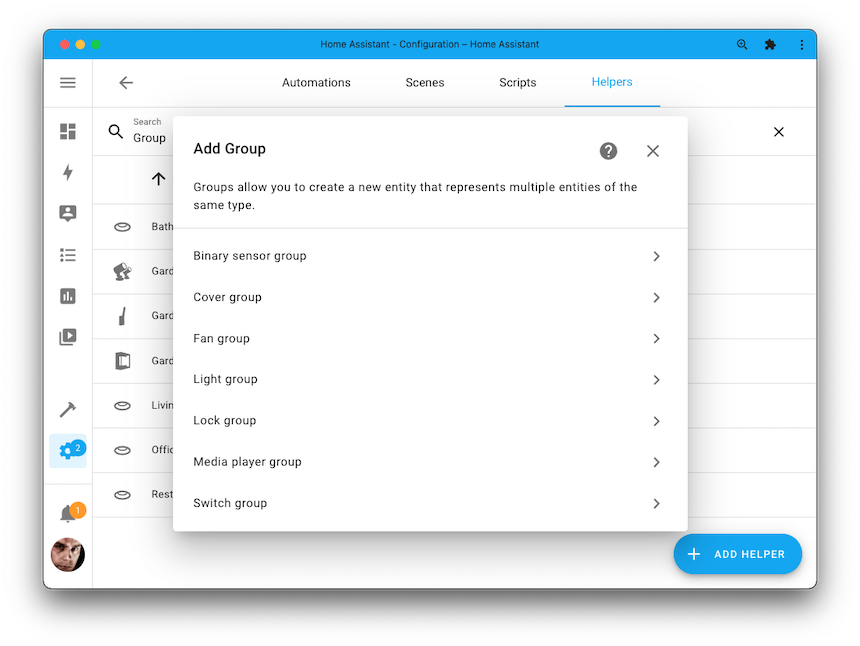 Home Assistant - Configuration – Home Assistant
Automations
Scenes
Scripts
Helpers
Search
Group
Add Group
Groups allow you to create a new entity that represents multiple entities of the
same type.
Binary sensor group
Cover group
Fan group
Light group
Lock group
Media player group
Switch group
Bath
Gard
Gard
Gard
Livin
Offic
Rest
2
1
ADD HELPER